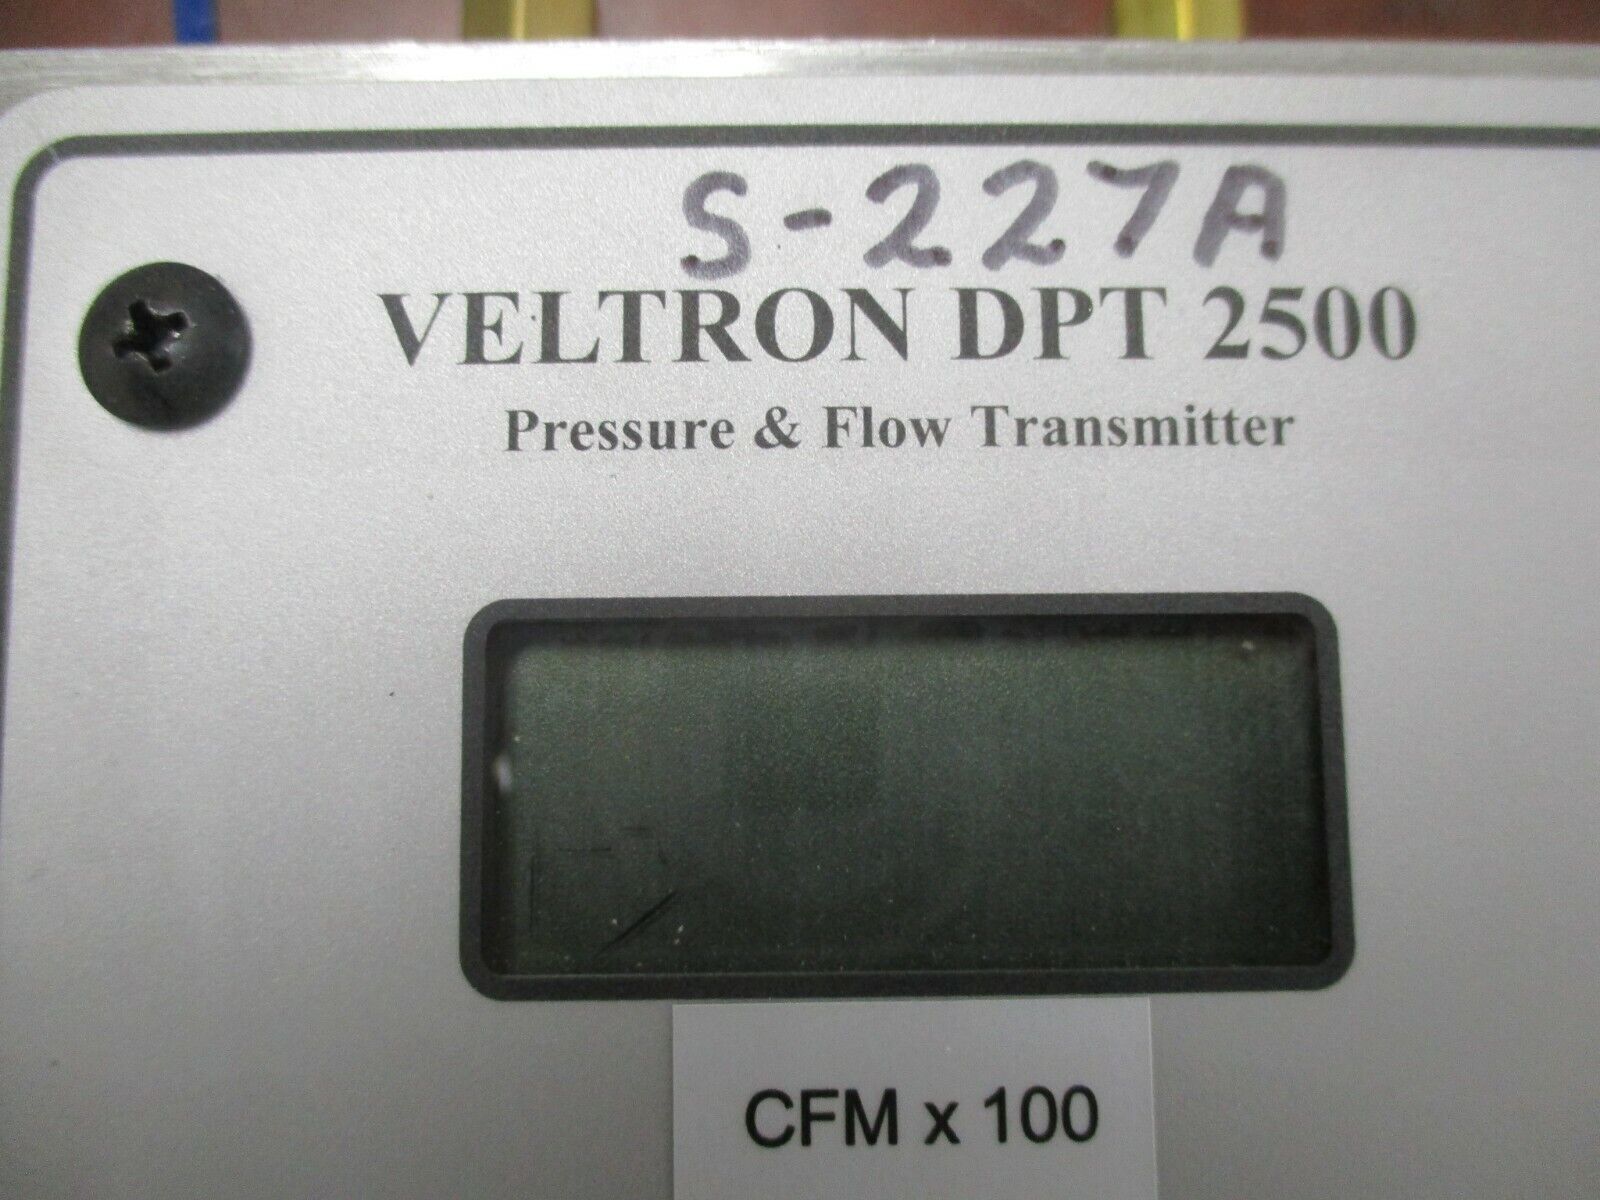 S-227A
VELTRON DPT 2500
Pressure & Flow Transmitter
CFM x 100